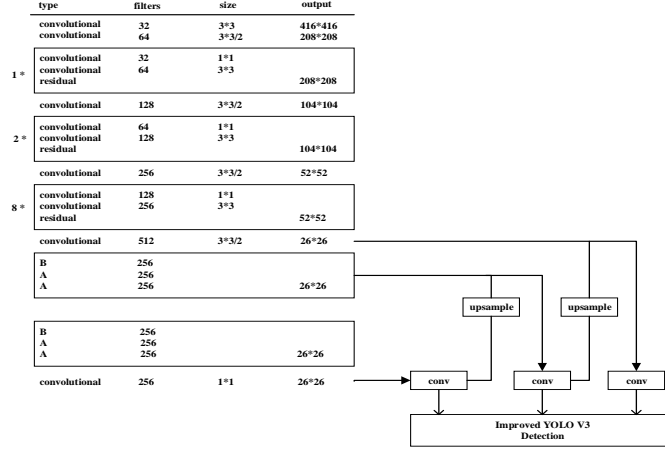 type filters size output
convolutional 32 3*3 416*416
convolutional 64 3*3/2 208*208
1 *
convolutional 32 1*1
convolutional 64 3*3
residual 208*208
convolutional 128 3*3/2 104*104
2 *
convolutional 64 1*1
convolutional 128 3*3
residual 104*104
convolutional 256 3*3/2 52*52
8 *
convolutional 128 1*1
convolutional 256 3*3
residual 52*52
convolutional 512 3*3/2 26*26
B 256
A 256
A 256 26*26
upsample upsample
B 256
A 256
A 256 26*26
convolutional 256 1*1 26*26
conv conv conv
Improved YOLO V3
Detection